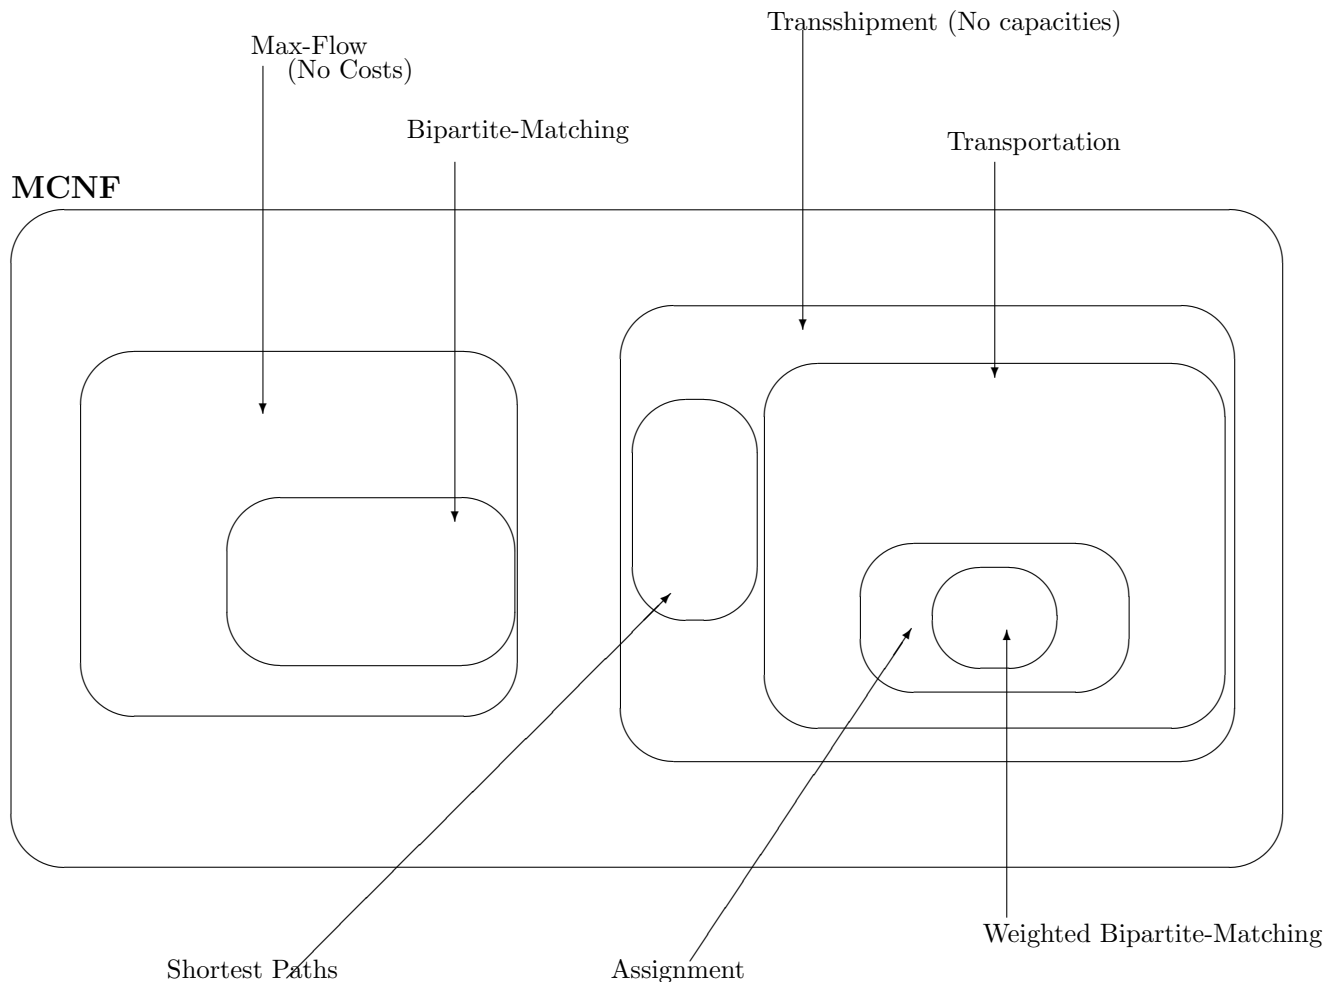 Transshipment (No capacities)
Max-Flow
(No Costs)
Bipartite-Matching
Transportation
MCNF
Weighted Bipartite-Matching
Shortest Paths
Assignment